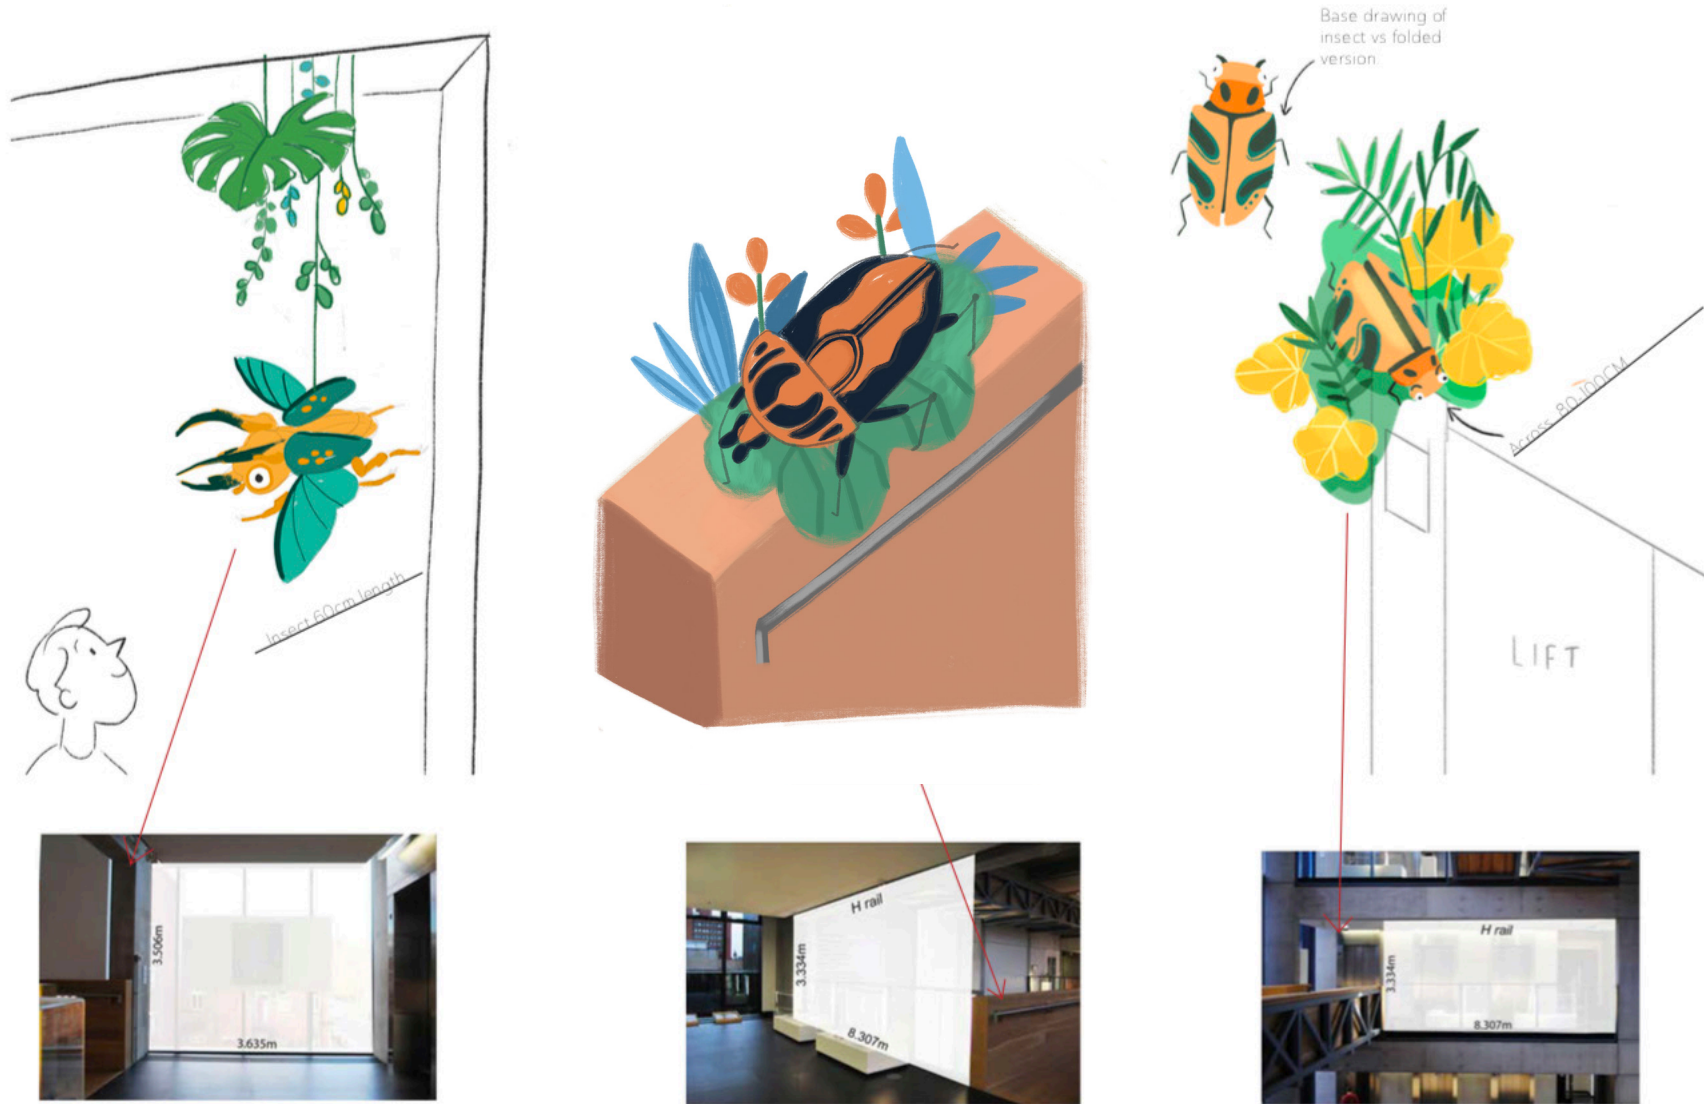 Base drawing of
insect vs folded
version
Across 80-100CM
Insect 60cm length
LIFT
3.506m
3.635m
H rail
3.334m
8.307m
H rail
3.334m
8.307m